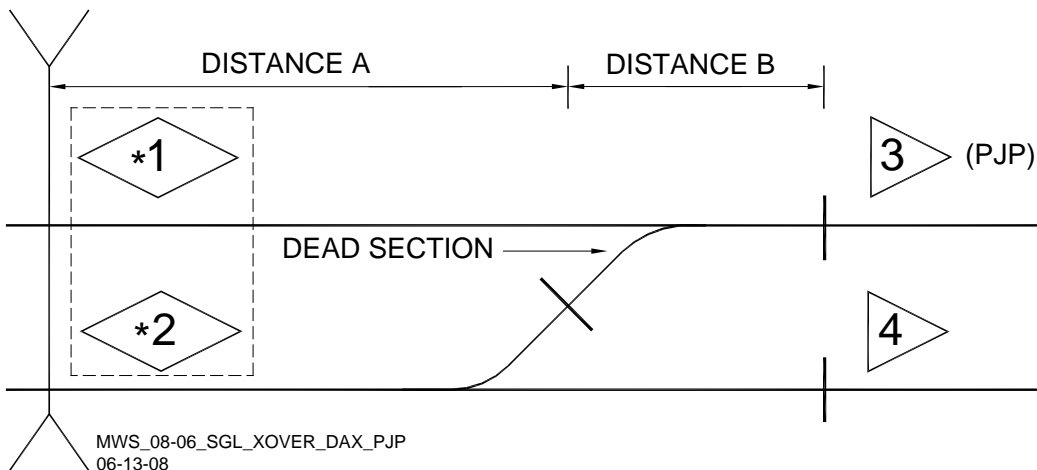 DISTANCE A
DISTANCE B
*1
3 (PJP)
DEAD SECTION
*2
4
MWS_08-06_SGL_XOVER_DAX_PJP
06-13-08